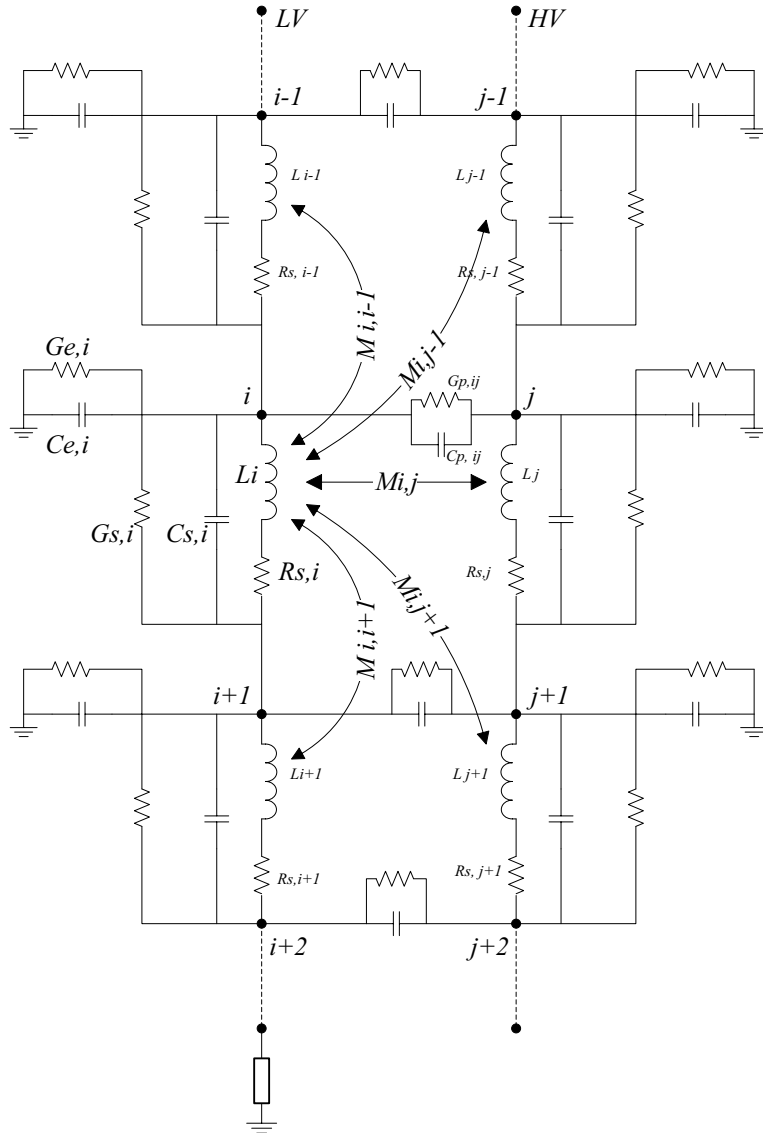 LV HV
i-1 j-1
L i-1 L j-1
Rs, i-1 Rs, j-1
M i,i-1 Mi,j-1
Ge,i
i Gp,ij j
Ce,i Cp, ij
Li Mi,j L j
Gs,i Cs,i
Rs,i Rs,j
M i,i+1 Mi,j+1
i+1 j+1
Li+1 L j+1
Rs,i+1 Rs, j+1
i+2 j+2